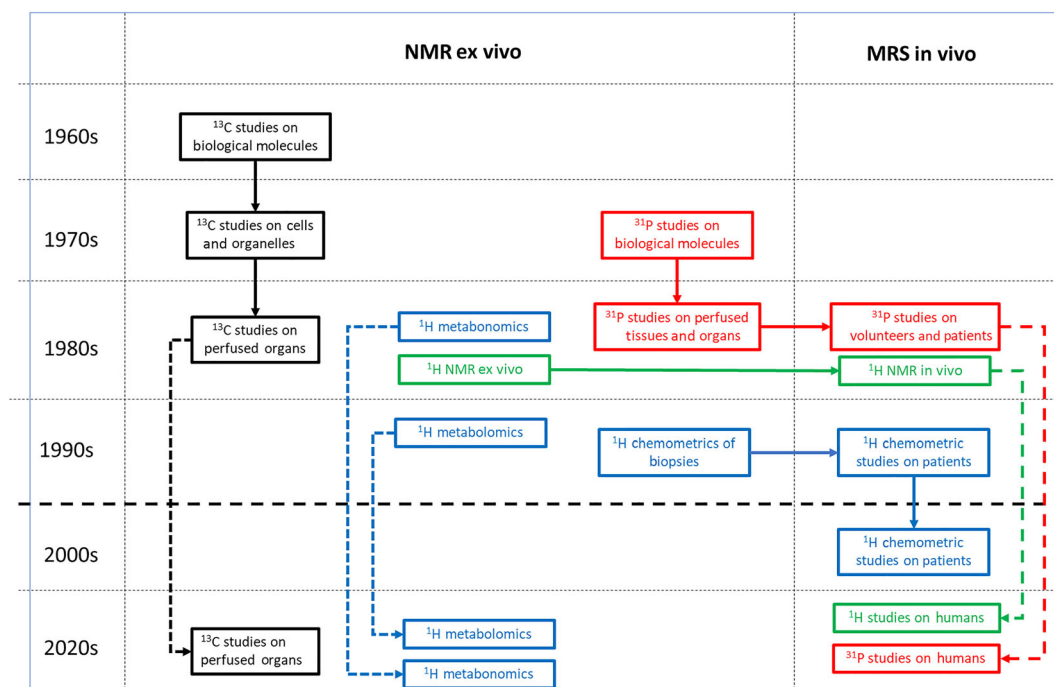 NMR ex vivo
MRS in vivo
1960s
¹³C studies on
biological molecules
1970s
¹³C studies on cells
and organelles
³¹P studies on
biological molecules
1980s
¹³C studies on
perfused organs
¹H metabonomics
³¹P studies on perfused
tissues and organs
³¹P studies on
volunteers and patients
¹H NMR ex vivo
¹H NMR in vivo
1990s
¹H metabolomics
¹H chemometrics of
biopsies
¹H chemometric
studies on patients
2000s
¹H chemometric
studies on patients
2020s
¹³C studies on
perfused organs
¹H metabolomics
¹H metabonomics
¹H studies on humans
³¹P studies on humans